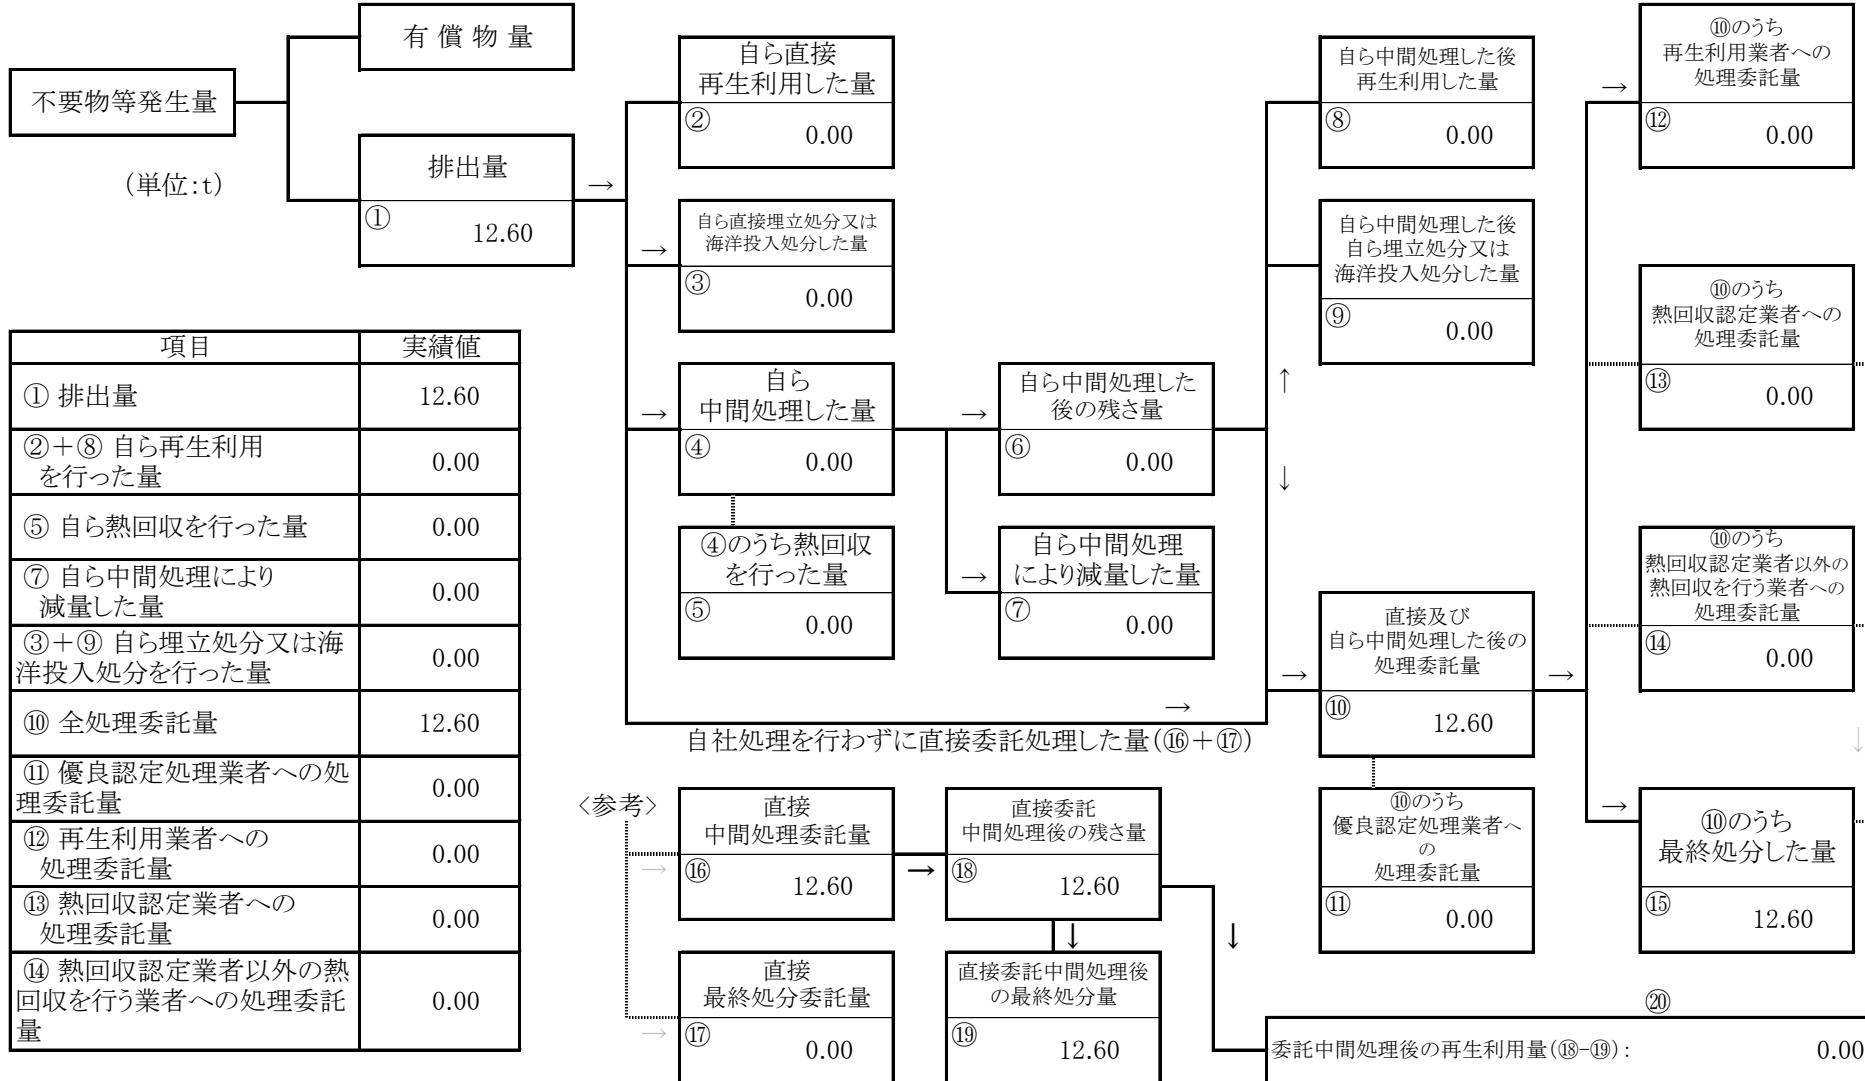 有 償 物 量
不要物等発生量
(単位:t)
排出量
①
12.60
→
自ら直接
再生利用した量
②
0.00
→
自ら直接埋立処分又は
海洋投入処分した量
③
0.00
→
自ら
中間処理した量
④
0.00
④のうち熱回収
を行った量
⑤
0.00
→
自ら中間処理した
後の残さ量
⑥
0.00
→
自ら中間処理
により減量した量
⑦
0.00
自ら中間処理した後
再生利用した量
⑧
0.00
自ら中間処理した後
自ら埋立処分又は
海洋投入処分した量
⑨
0.00
↑
↓
→
自社処理を行わずに直接委託処理した量(⑯+⑰)
→
直接及び
自ら中間処理した後の
処理委託量
⑩
12.60
⑩のうち
優良認定処理業者へ
の
処理委託量
⑪
0.00
→
→
⑩のうち
再生利用業者への
処理委託量
⑫
0.00
⑩のうち
熱回収認定業者への
処理委託量
⑬
0.00
⑩のうち
熱回収認定業者以外の
熱回収を行う業者への
処理委託量
⑭
0.00
↓
→
⑩のうち
最終処分した量
⑮
12.60
項目 実績値
① 排出量 12.60
②+⑧ 自ら再生利用
を行った量 0.00
⑤ 自ら熱回収を行った量 0.00
⑦ 自ら中間処理により
減量した量 0.00
③+⑨ 自ら埋立処分又は海
洋投入処分を行った量 0.00
⑩ 全処理委託量 12.60
⑪ 優良認定処理業者への処
理委託量 0.00
⑫ 再生利用業者への
処理委託量 0.00
⑬ 熱回収認定業者への
処理委託量 0.00
⑭ 熱回収認定業者以外の熱
回収を行う業者への処理委託
量 0.00
<参考>
→
直接
中間処理委託量
⑯
12.60
→
直接委託
中間処理後の残さ量
⑱
12.60
↓
↓
→
直接
最終処分委託量
⑰
0.00
直接委託中間処理後
の最終処分量
⑲
12.60
⑳
委託中間処理後の再生利用量(⑱-⑲): 0.00